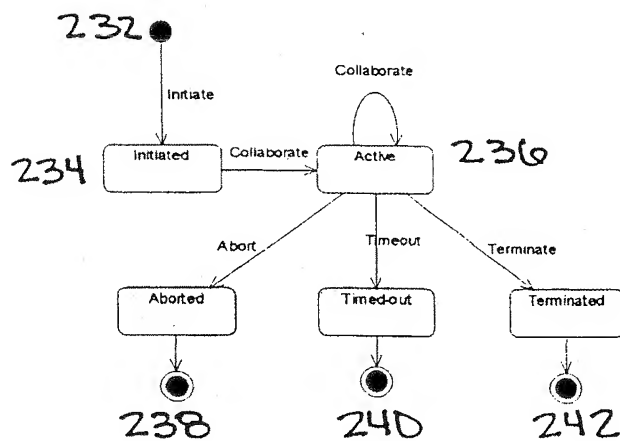 232
Initiate
Collaborate
234
Initiated
Collaborate
Active
236
Abort
Timeout
Terminate
Aborted
Timed-out
Terminated
238
240
242